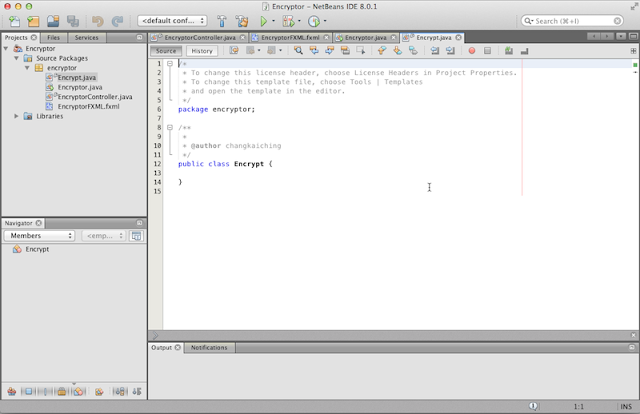 Encryptor – NetBeans IDE 8.0.1
<default conf...
Search (⌘+I)
Projects
Files
Services
EncryptorController.java
EncryptorFXML.fxml
Encryptor.java
Encrypt.java
Encryptor
Source Packages
encryptor
Encrypt.java
Encryptor.java
EncryptorController.java
EncryptorFXML.fxml
Libraries
Source
History
1 /*
2 * To change this license header, choose License Headers in Project Properties.
3 * To change this template file, choose Tools | Templates
4 * and open the template in the editor.
5 */
6 package encryptor;
7
8 /**
9 *
10 * @author changkaiching
11 */
12 public class Encrypt {
13
14 }
15
Navigator
Members
<emp...
Encrypt
Output
Notifications
1:1
INS